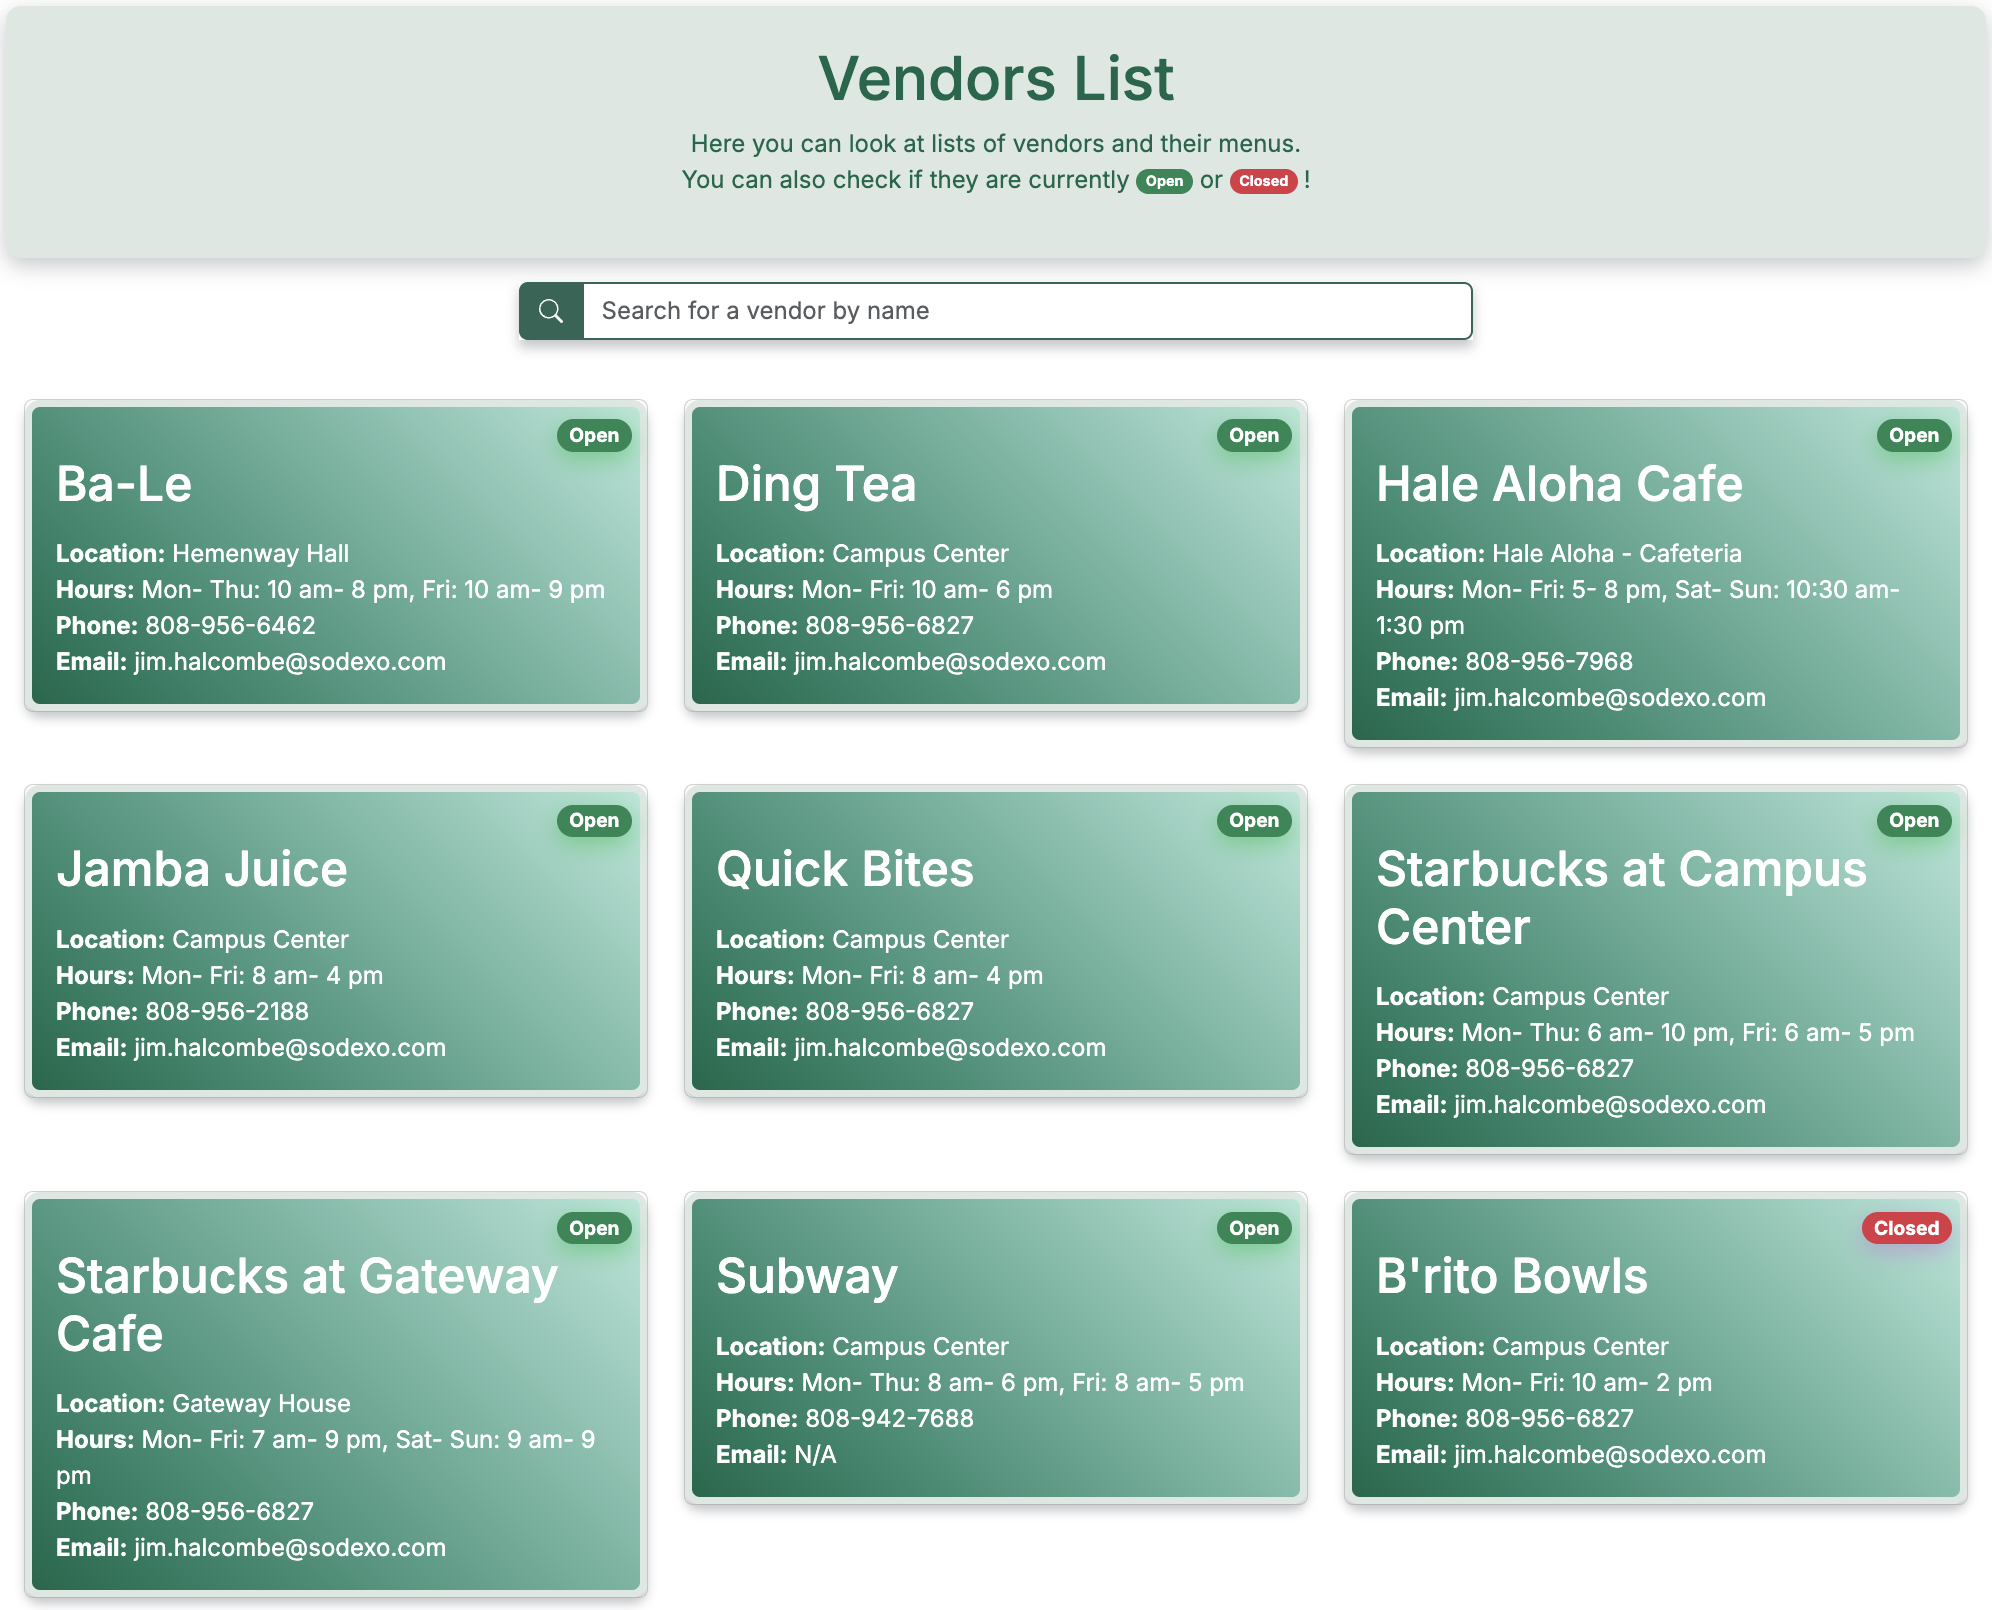 Vendors List
Here you can look at lists of vendors and their menus.
You can also check if they are currently Open or Closed !
Search for a vendor by name
Open
Ba-Le
Location: Hemenway Hall
Hours: Mon- Thu: 10 am- 8 pm, Fri: 10 am- 9 pm
Phone: 808-956-6462
Email: jim.halcombe@sodexo.com
Open
Ding Tea
Location: Campus Center
Hours: Mon- Fri: 10 am- 6 pm
Phone: 808-956-6827
Email: jim.halcombe@sodexo.com
Open
Hale Aloha Cafe
Location: Hale Aloha - Cafeteria
Hours: Mon- Fri: 5- 8 pm, Sat- Sun: 10:30 am-
1:30 pm
Phone: 808-956-7968
Email: jim.halcombe@sodexo.com
Open
Jamba Juice
Location: Campus Center
Hours: Mon- Fri: 8 am- 4 pm
Phone: 808-956-2188
Email: jim.halcombe@sodexo.com
Open
Quick Bites
Location: Campus Center
Hours: Mon- Fri: 8 am- 4 pm
Phone: 808-956-6827
Email: jim.halcombe@sodexo.com
Open
Starbucks at Campus
Center
Location: Campus Center
Hours: Mon- Thu: 6 am- 10 pm, Fri: 6 am- 5 pm
Phone: 808-956-6827
Email: jim.halcombe@sodexo.com
Open
Starbucks at Gateway
Cafe
Location: Gateway House
Hours: Mon- Fri: 7 am- 9 pm, Sat- Sun: 9 am- 9
pm
Phone: 808-956-6827
Email: jim.halcombe@sodexo.com
Open
Subway
Location: Campus Center
Hours: Mon- Thu: 8 am- 6 pm, Fri: 8 am- 5 pm
Phone: 808-942-7688
Email: N/A
Closed
B'rito Bowls
Location: Campus Center
Hours: Mon- Fri: 10 am- 2 pm
Phone: 808-956-6827
Email: jim.halcombe@sodexo.com